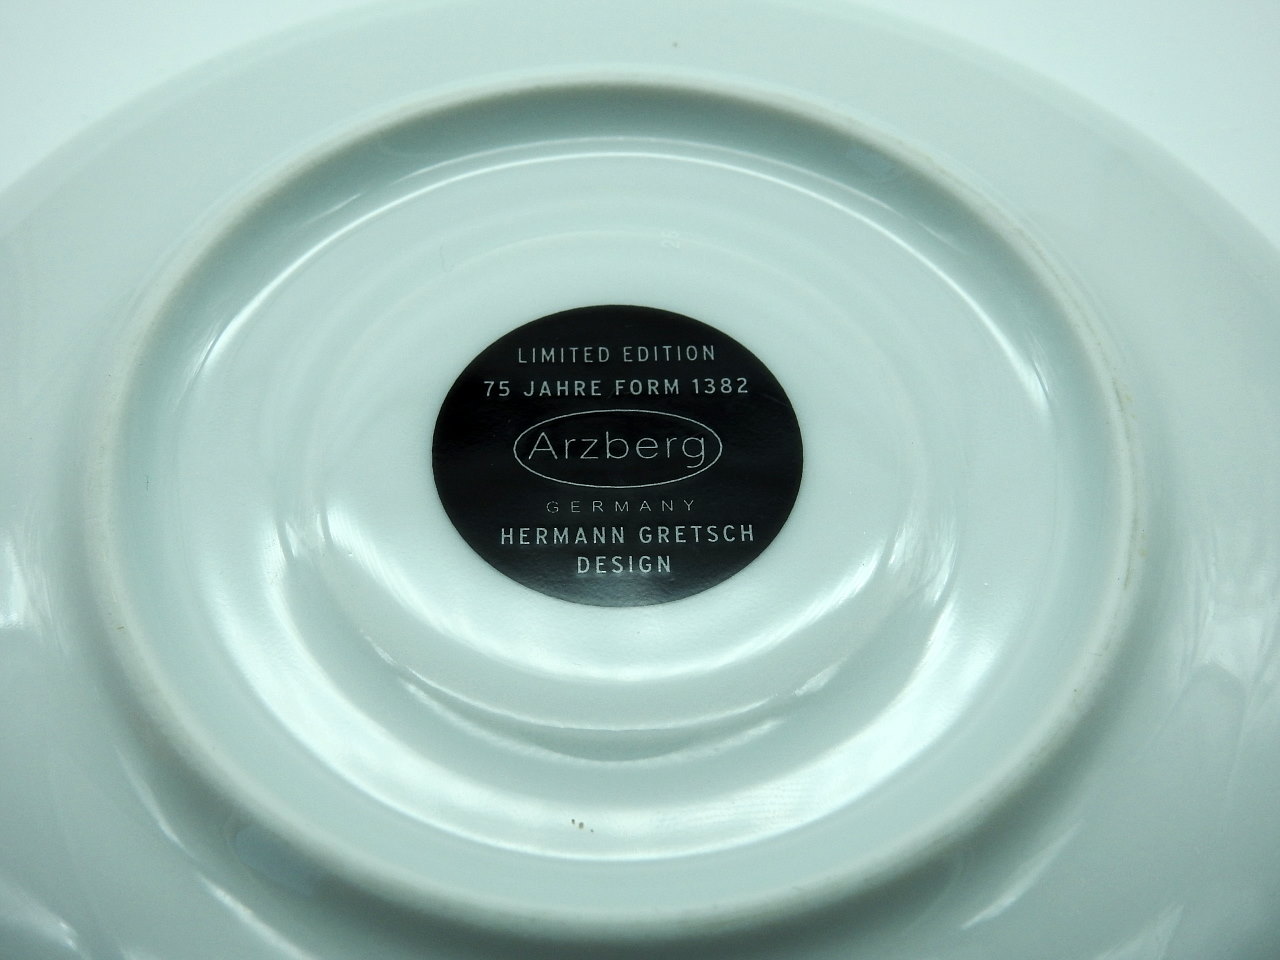 LIMITED EDITION
75 JAHRE FORM 1382
Arzberg
GERMANY
HERMANN GRETSCH
DESIGN